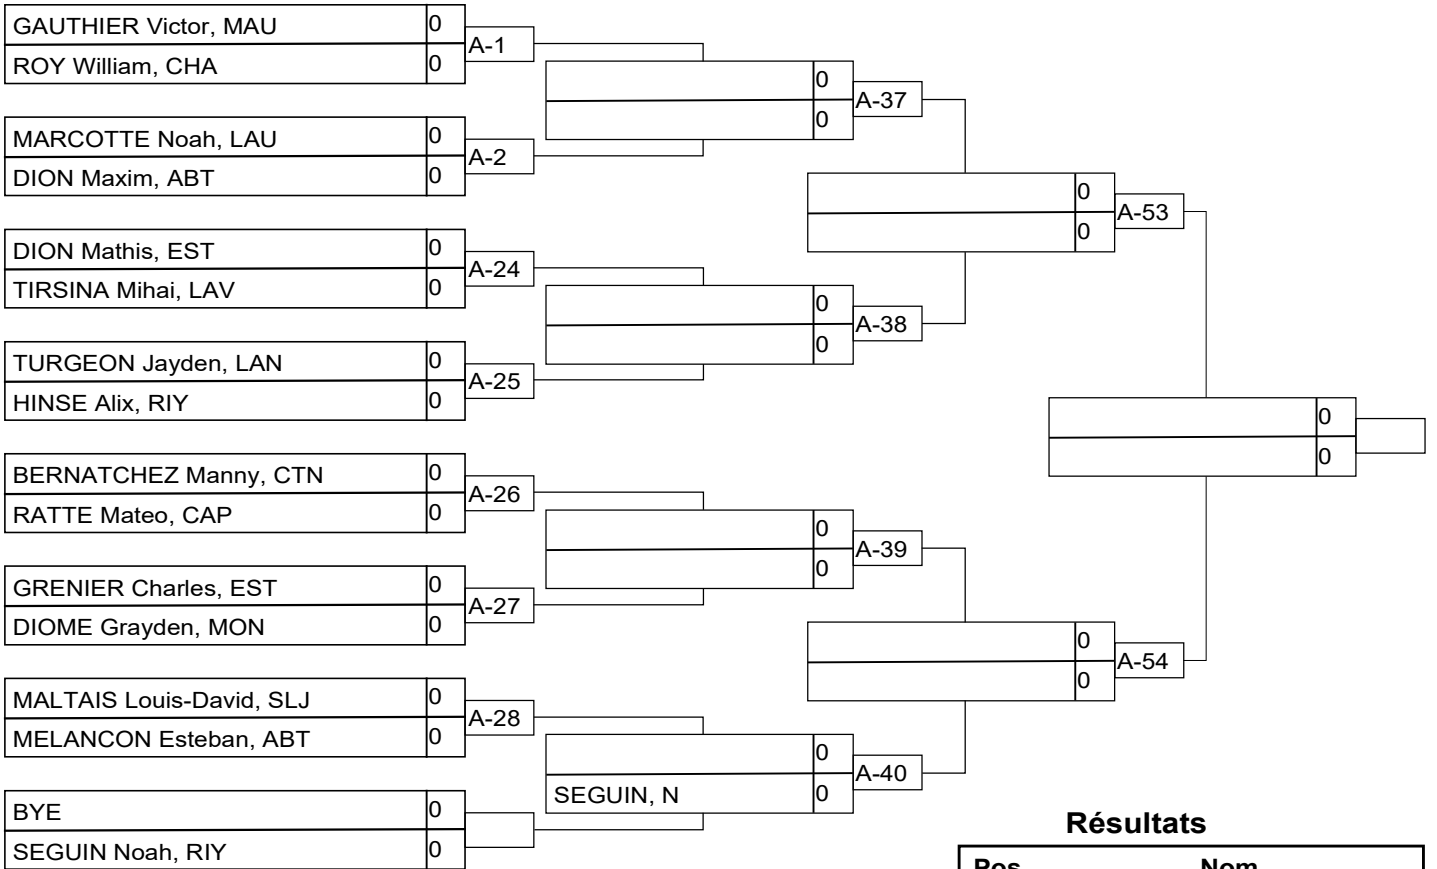 GAUTHIER Victor, MAU 0
ROY William, CHA 0
A-1
MARCOTTE Noah, LAU 0
DION Maxim, ABT 0
A-2
DION Mathis, EST 0
TIRSINA Mihai, LAV 0
A-24
TURGEON Jayden, LAN 0
HINSE Alix, RIY 0
A-25
BERNATCHEZ Manny, CTN 0
RATTE Mateo, CAP 0
A-26
GRENIER Charles, EST 0
DIOME Grayden, MON 0
A-27
MALTAIS Louis-David, SLJ 0
MELANCON Esteban, ABT 0
A-28
BYE 0
SEGUIN Noah, RIY 0
0
0
A-37
0
0
A-38
0
0
A-39
0
SEGUIN, N 0
A-40
0
0
A-53
0
0
A-54
0
0
Résultats
Pos Nom